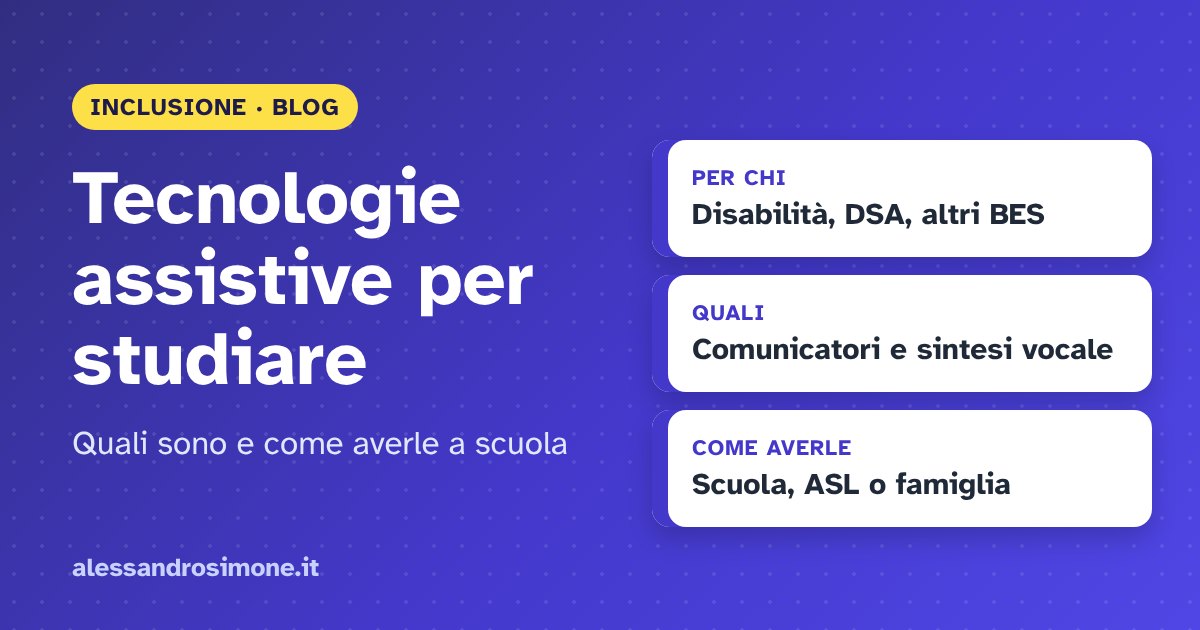 INCLUSIONE · BLOG
Tecnologie
assistive per
studiare
Quali sono e come averle a scuola
alessandrosimone.it
PER CHI
Disabilità, DSA, altri BES
QUALI
Comunicatori e sintesi vocale
COME AVERLE
Scuola, ASL o famiglia